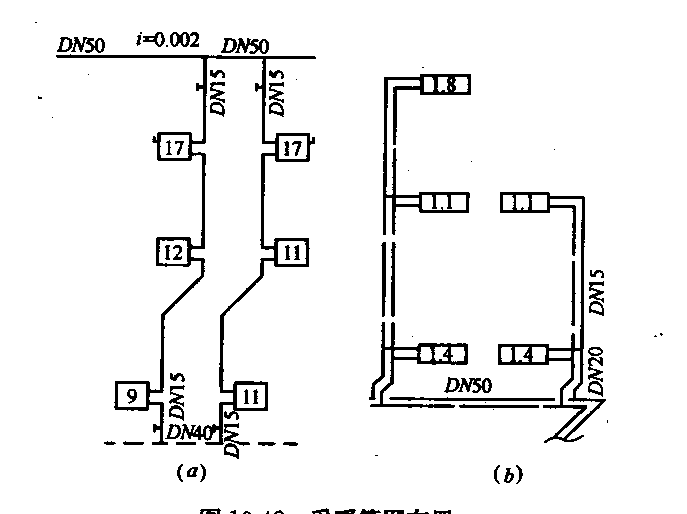 DN50
i=0.002
DN50
DN15
DN15
17
17
12
11
9
11
DN15
DN40
DN15
(a)
1.8
1.1
1.1
1.4
1.4
DN15
DN20
DN50
(b)